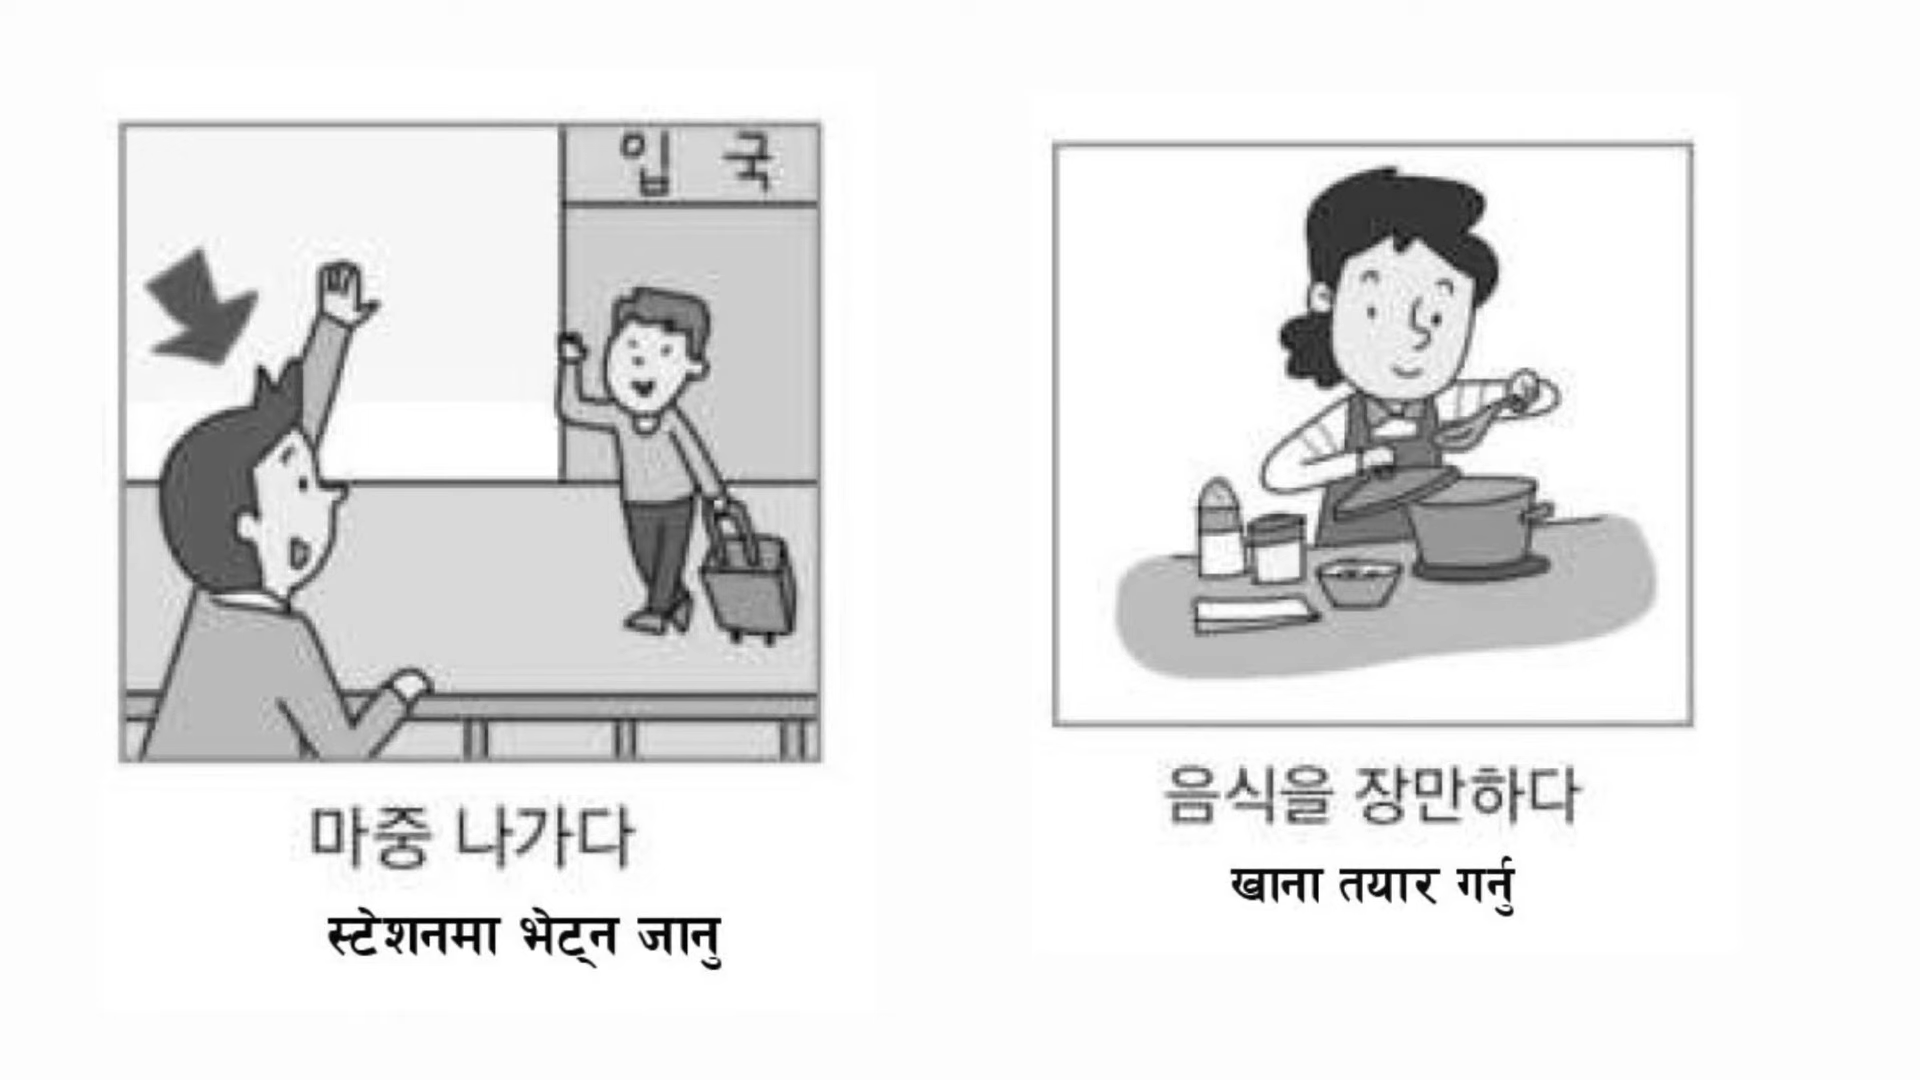 입 국
마중 나가다
स्टेशनमा भेट्न जानु
음식을 장만하다
खाना तयार गर्नु